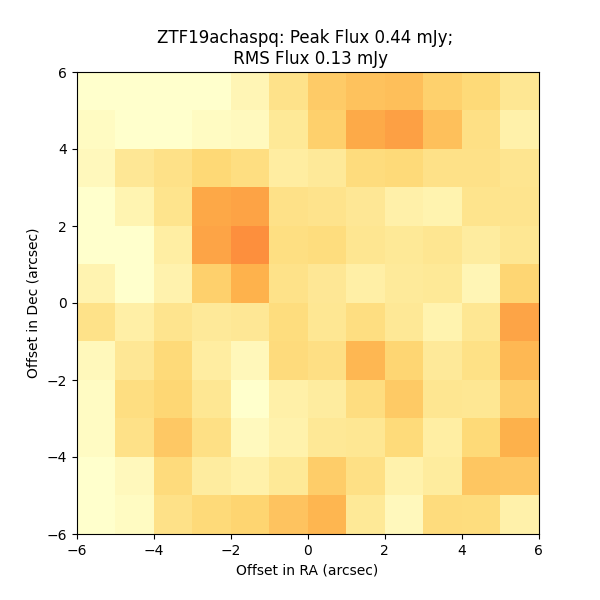 ZTF19achaspq: Peak Flux 0.44 mJy;
RMS Flux 0.13 mJy
6
4
2
0
−2
−4
−6
Offset in Dec (arcsec)
−6 −4 −2 0 2 4 6
Offset in RA (arcsec)